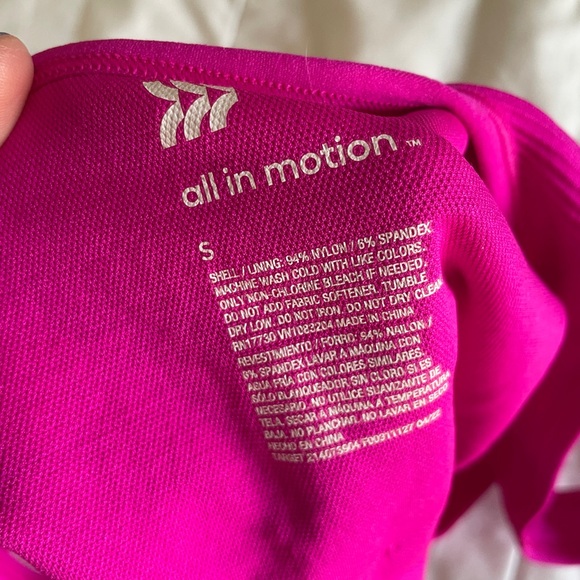 all in motion ™
S
SHELL / LINING: 94% NYLON / 6% SPANDEX
MACHINE WASH COLD WITH LIKE COLORS.
ONLY NON-CHLORINE BLEACH IF NEEDED.
DO NOT ADD FABRIC SOFTENER. TUMBLE
DRY LOW. DO NOT IRON. DO NOT DRY CLEAN.
RN17730 VN1083204 MADE IN CHINA
REVESTIMIENTO / FORRO: 94% NAILON /
6% SPANDEX LAVAR A MÁQUINA CON
AGUA FRÍA CON COLORES SIMILARES.
SÓLO BLANQUEADOR SIN CLORO SI ES
NECESARIO. NO UTILICE SUAVIZANTE DE
TELA. SECAR A MÁQUINA A TEMPERATURA
BAJA. NO PLANCHAR. NO LAVAR EN SECO.
HECHO EN CHINA
TARGET